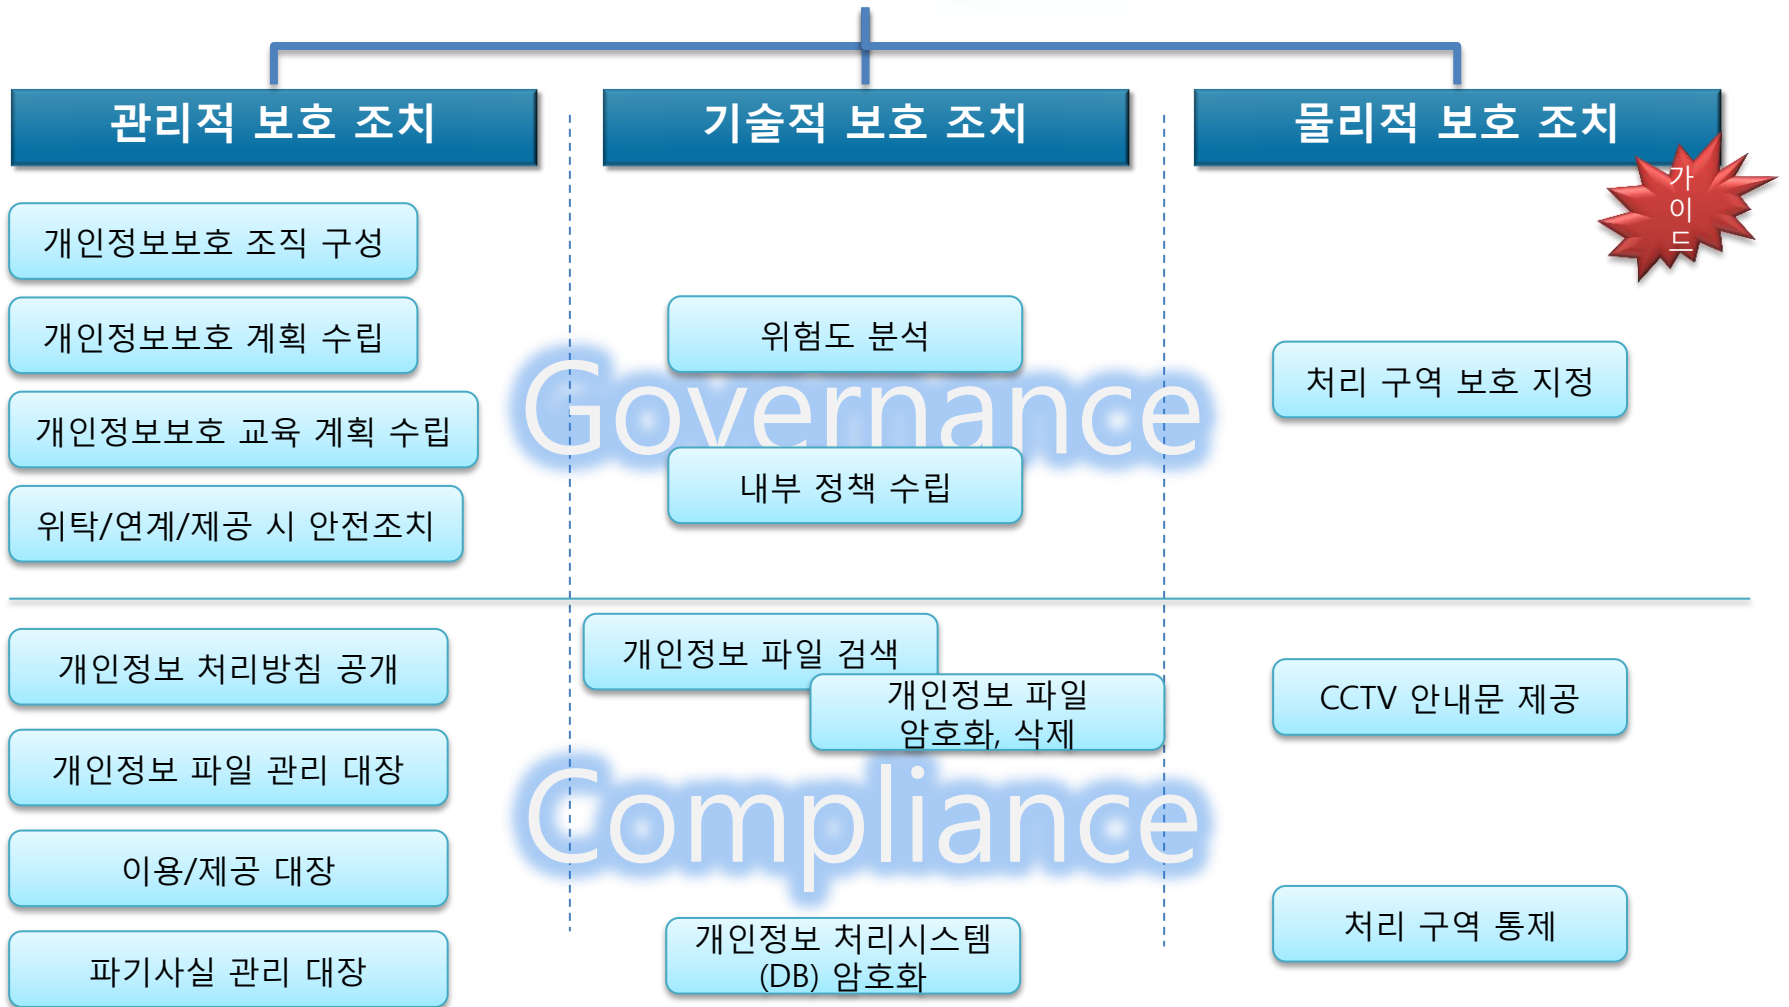 관리적 보호 조치
기술적 보호 조치
물리적 보호 조치
가
이
드
개인정보보호 조직 구성
개인정보보호 계획 수립
개인정보보호 교육 계획 수립
위탁/연계/제공 시 안전조치
위험도 분석
Governance
내부 정책 수립
처리 구역 보호 지정
개인정보 처리방침 공개
개인정보 파일 관리 대장
이용/제공 대장
파기사실 관리 대장
개인정보 파일 검색
개인정보 파일
암호화, 삭제
Compliance
개인정보 처리시스템
(DB) 암호화
CCTV 안내문 제공
처리 구역 통제